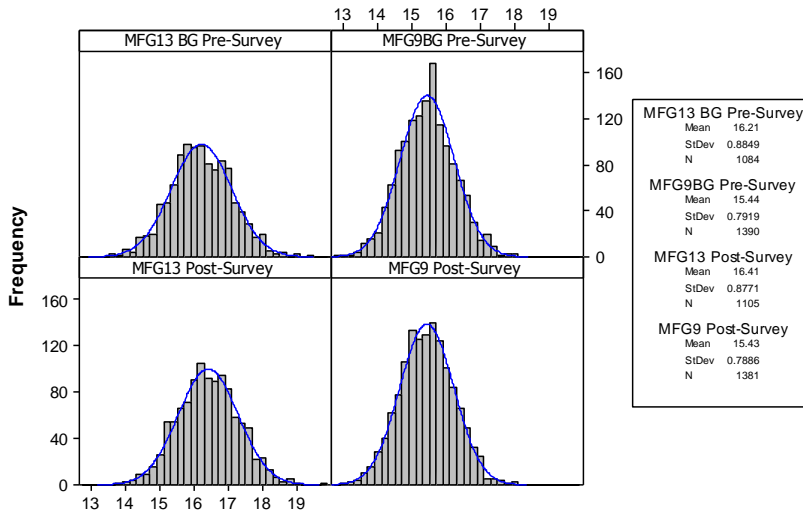 13 14 15 16 17 18 19
MFG13 BG Pre-Survey MFG9BG Pre-Survey
160
120
80
40
0
Frequency
MFG13 Post-Survey MFG9 Post-Survey
160
120
80
40
0
13 14 15 16 17 18 19
MFG13 BG Pre-Survey
Mean 16.21
StDev 0.8849
N 1084
MFG9BG Pre-Survey
Mean 15.44
StDev 0.7919
N 1390
MFG13 Post-Survey
Mean 16.41
StDev 0.8771
N 1105
MFG9 Post-Survey
Mean 15.43
StDev 0.7886
N 1381